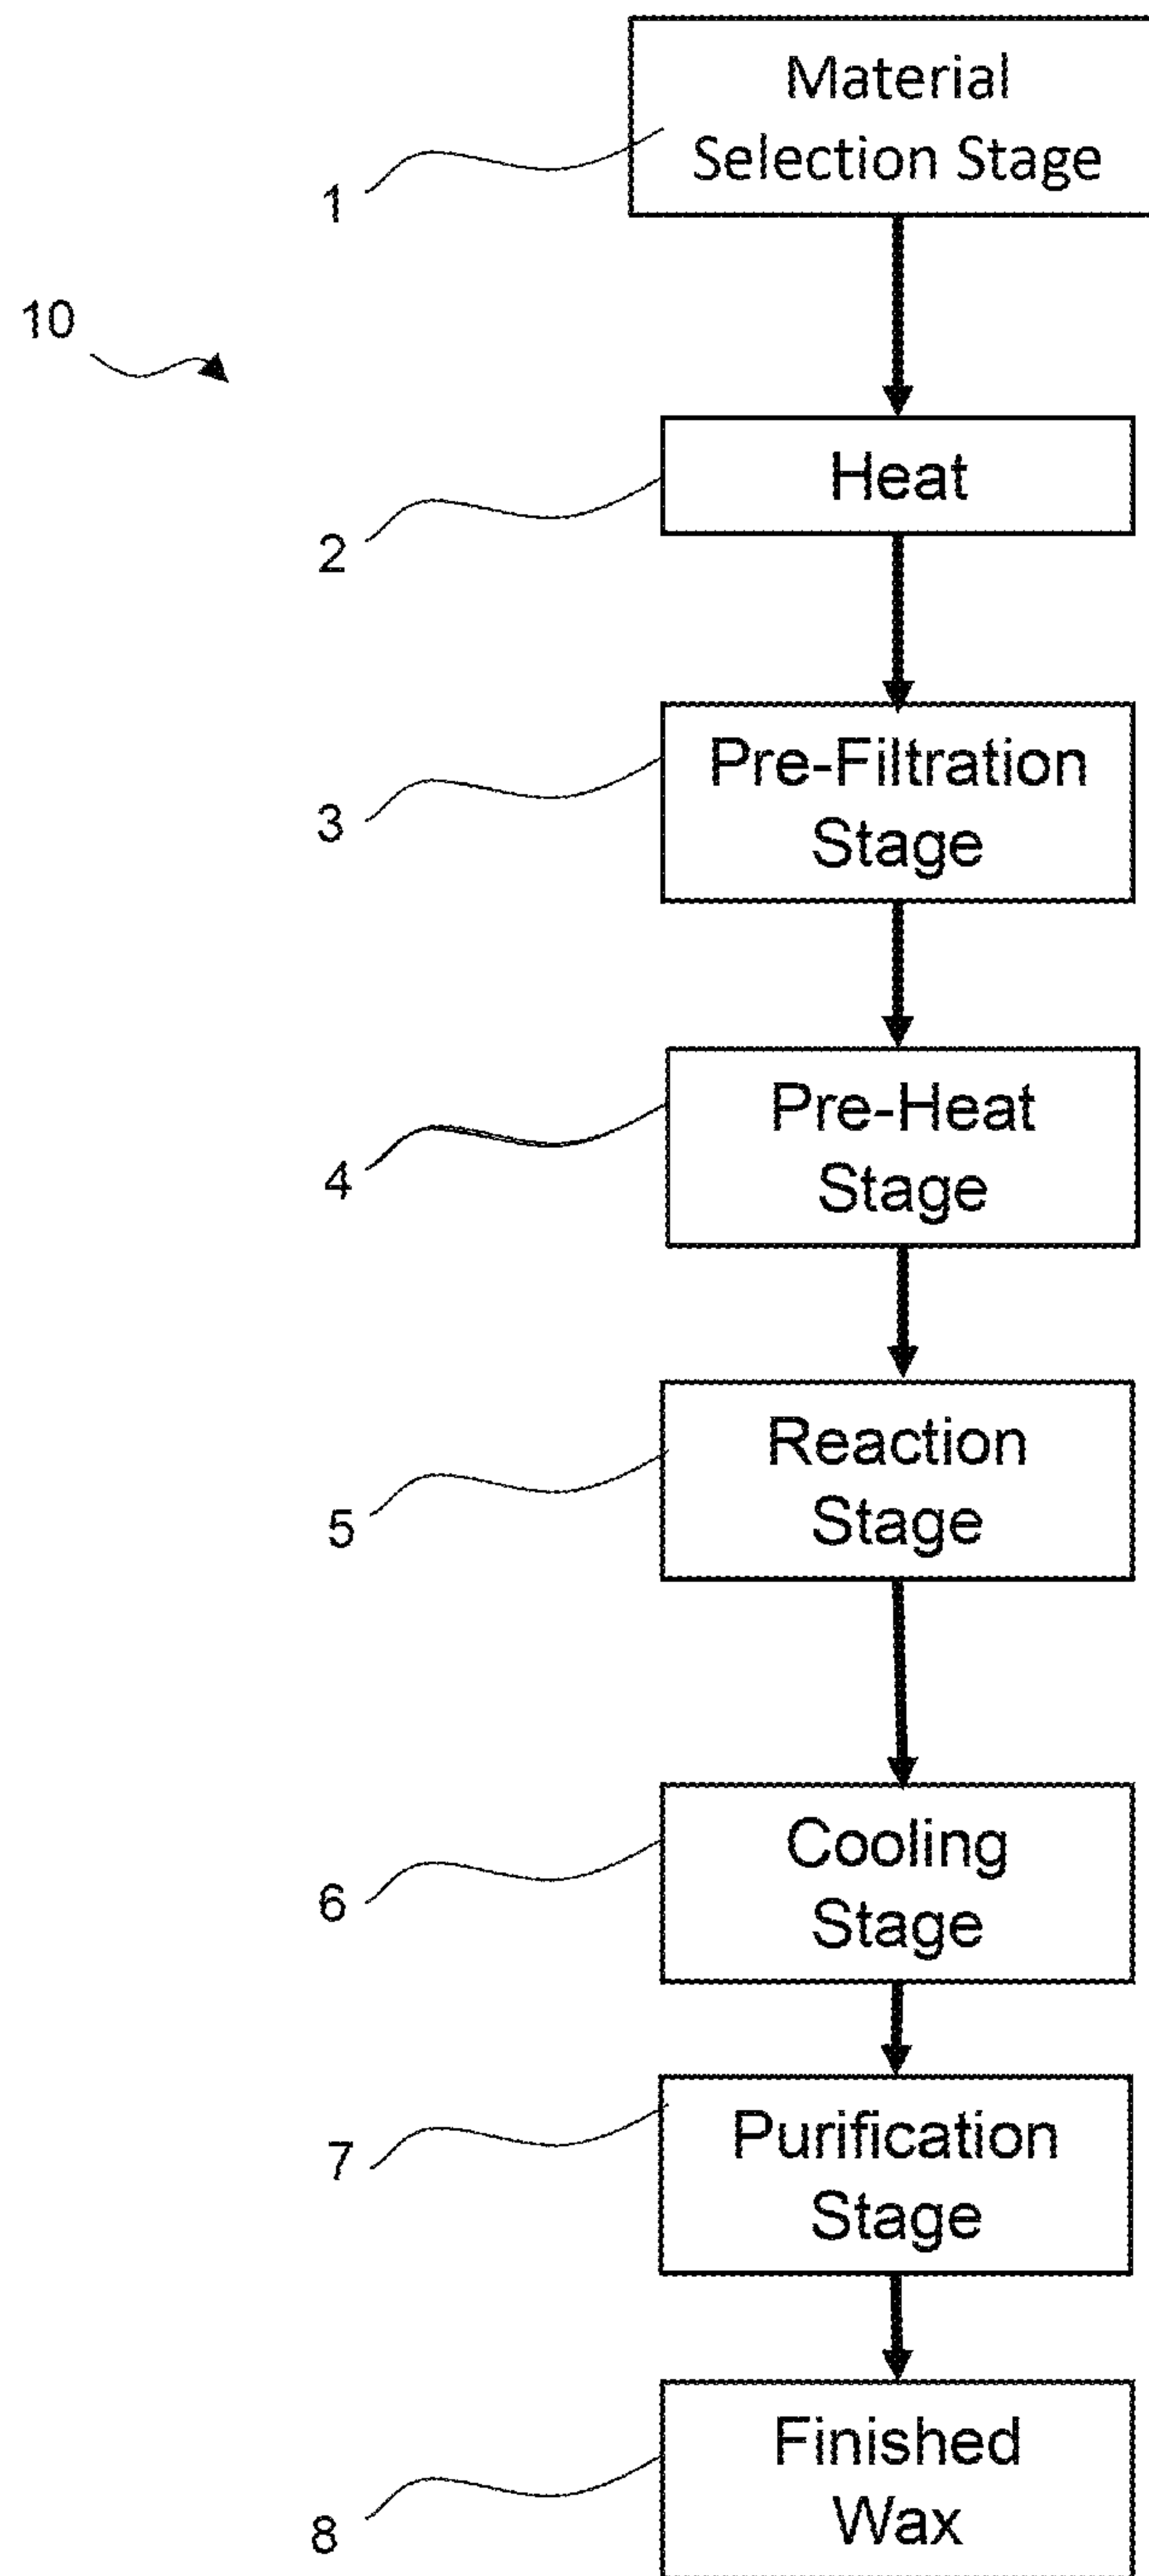 Material
Selection Stage
1
10
Heat
2
Pre-Filtration
Stage
3
Pre-Heat
Stage
4
Reaction
Stage
5
Cooling
Stage
6
Purification
Stage
7
Finished
Wax
8